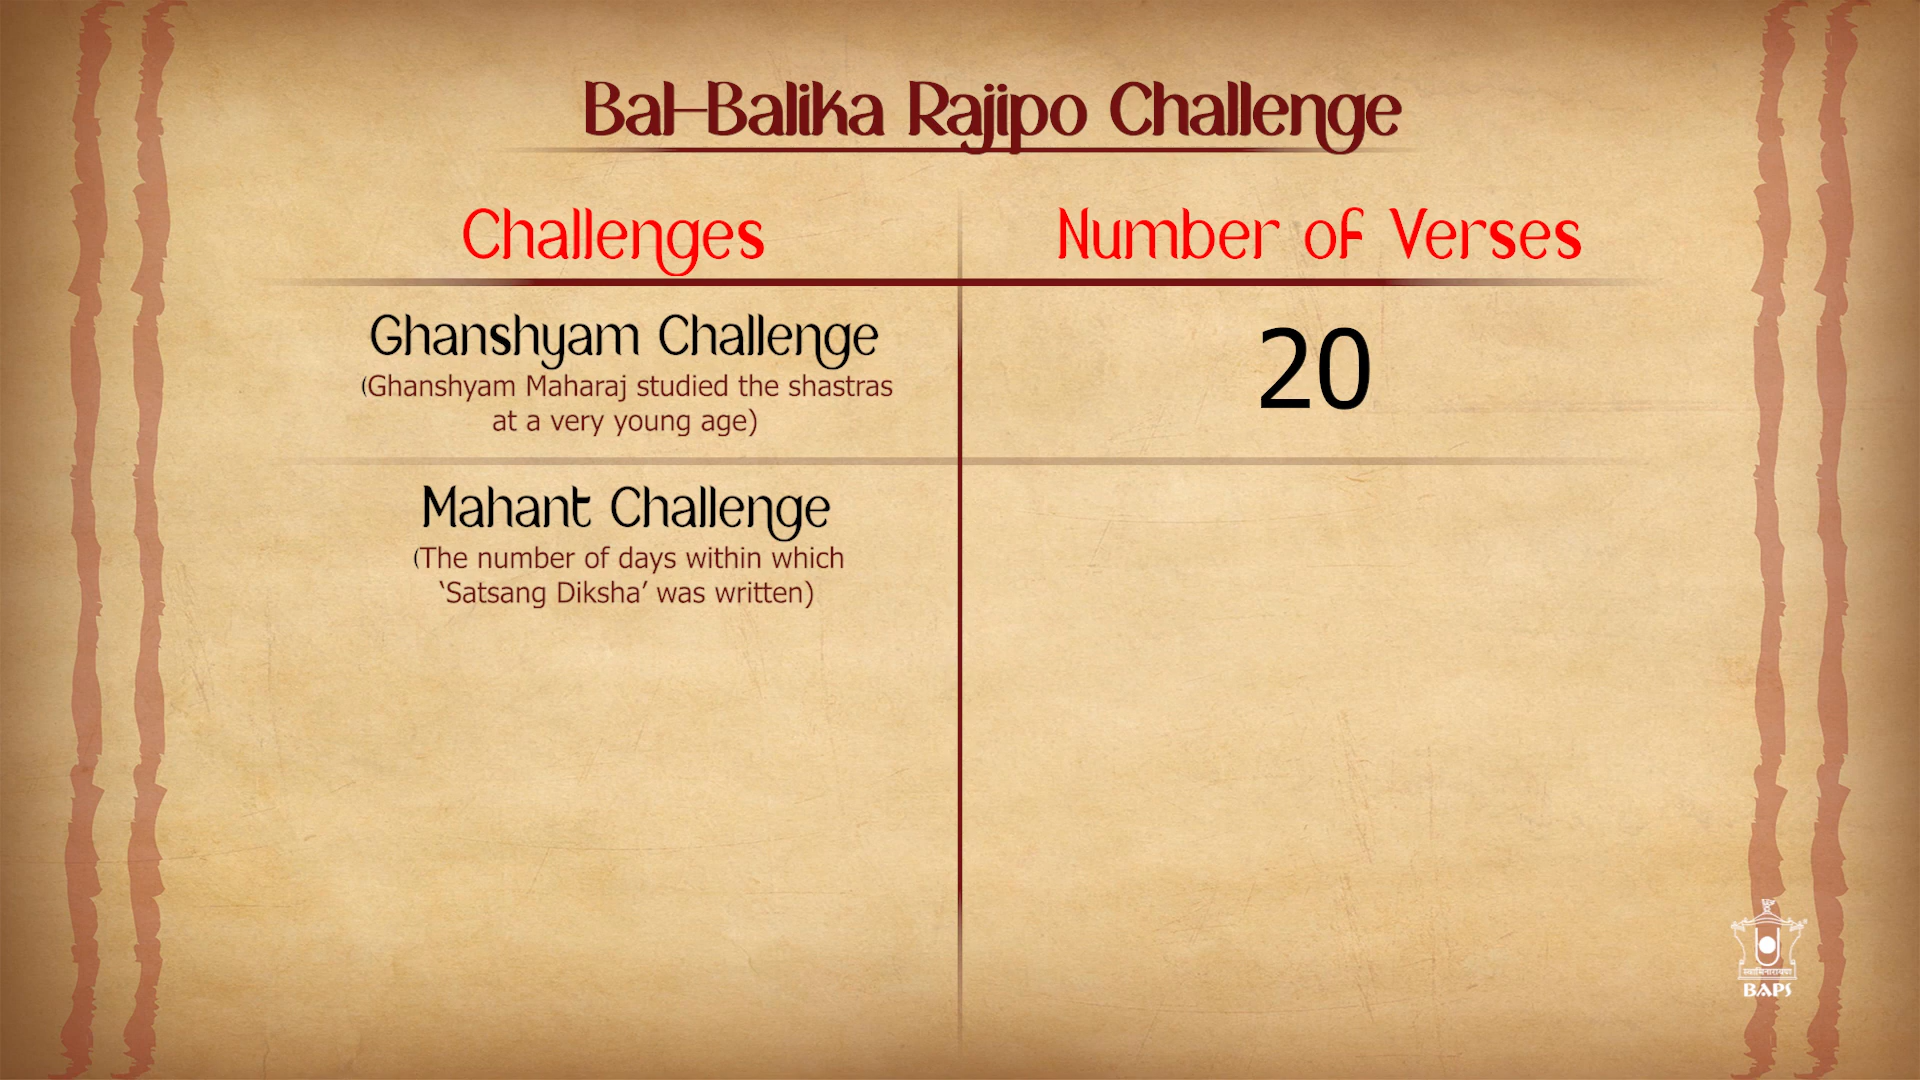 Bal-Balika Rajipo Challenge
Challenges
Number of Verses
Ghanshyam Challenge
(Ghanshyam Maharaj studied the shastras
at a very young age)
20
Mahant Challenge
(The number of days within which
‘Satsang Diksha’ was written)
स्वामिनारायण
BAPS